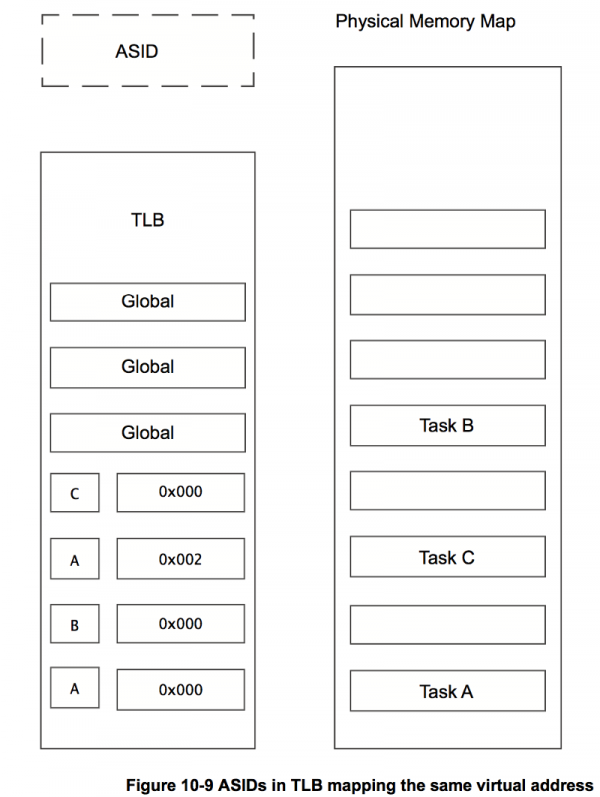 ASID
Physical Memory Map
TLB
Global
Global
Global
C 0x000
A 0x002
B 0x000
A 0x000
Task B
Task C
Task A
Figure 10-9 ASIDs in TLB mapping the same virtual address